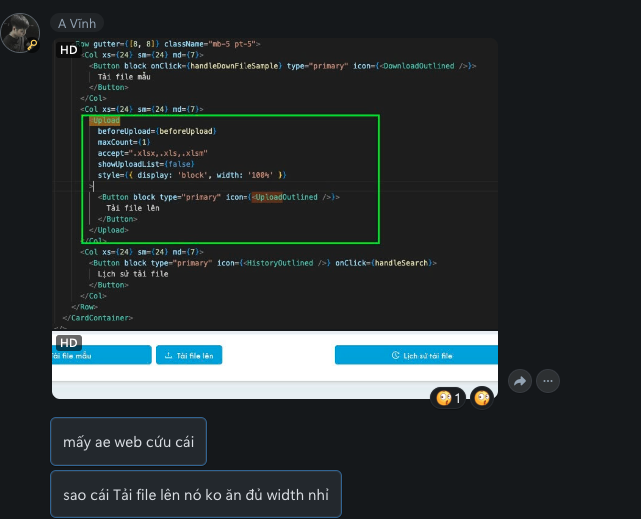 A Vĩnh
HD
Row gutter={[8, 8]} className="mb-5 pt-5">
<Col xs={24} sm={24} md={7}>
<Button block onClick={handleDownFileSample} type="primary" icon={<DownloadOutlined />}>
Tải file mẫu
</Button>
</Col>
<Col xs={24} sm={24} md={7}>
<Upload
beforeUpload={beforeUpload}
maxCount={1}
accept=".xlsx,.xls,.xlsm"
showUploadList={false}
style={{ display: 'block', width: '100%' }}
>
<Button block type="primary" icon={<UploadOutlined />}>
Tải file lên
</Button>
</Upload>
</Col>
<Col xs={24} sm={24} md={7}>
<Button block type="primary" icon={<HistoryOutlined />} onClick={handleSearch}>
Lịch sử tải file
</Button>
</Col>
</Row>
</CardContainer>
HD
ải file mẫu
Tải file lên
Lịch sử tải file
1
mấy ae web cứu cái
sao cái Tải file lên nó ko ăn đủ width nhỉ